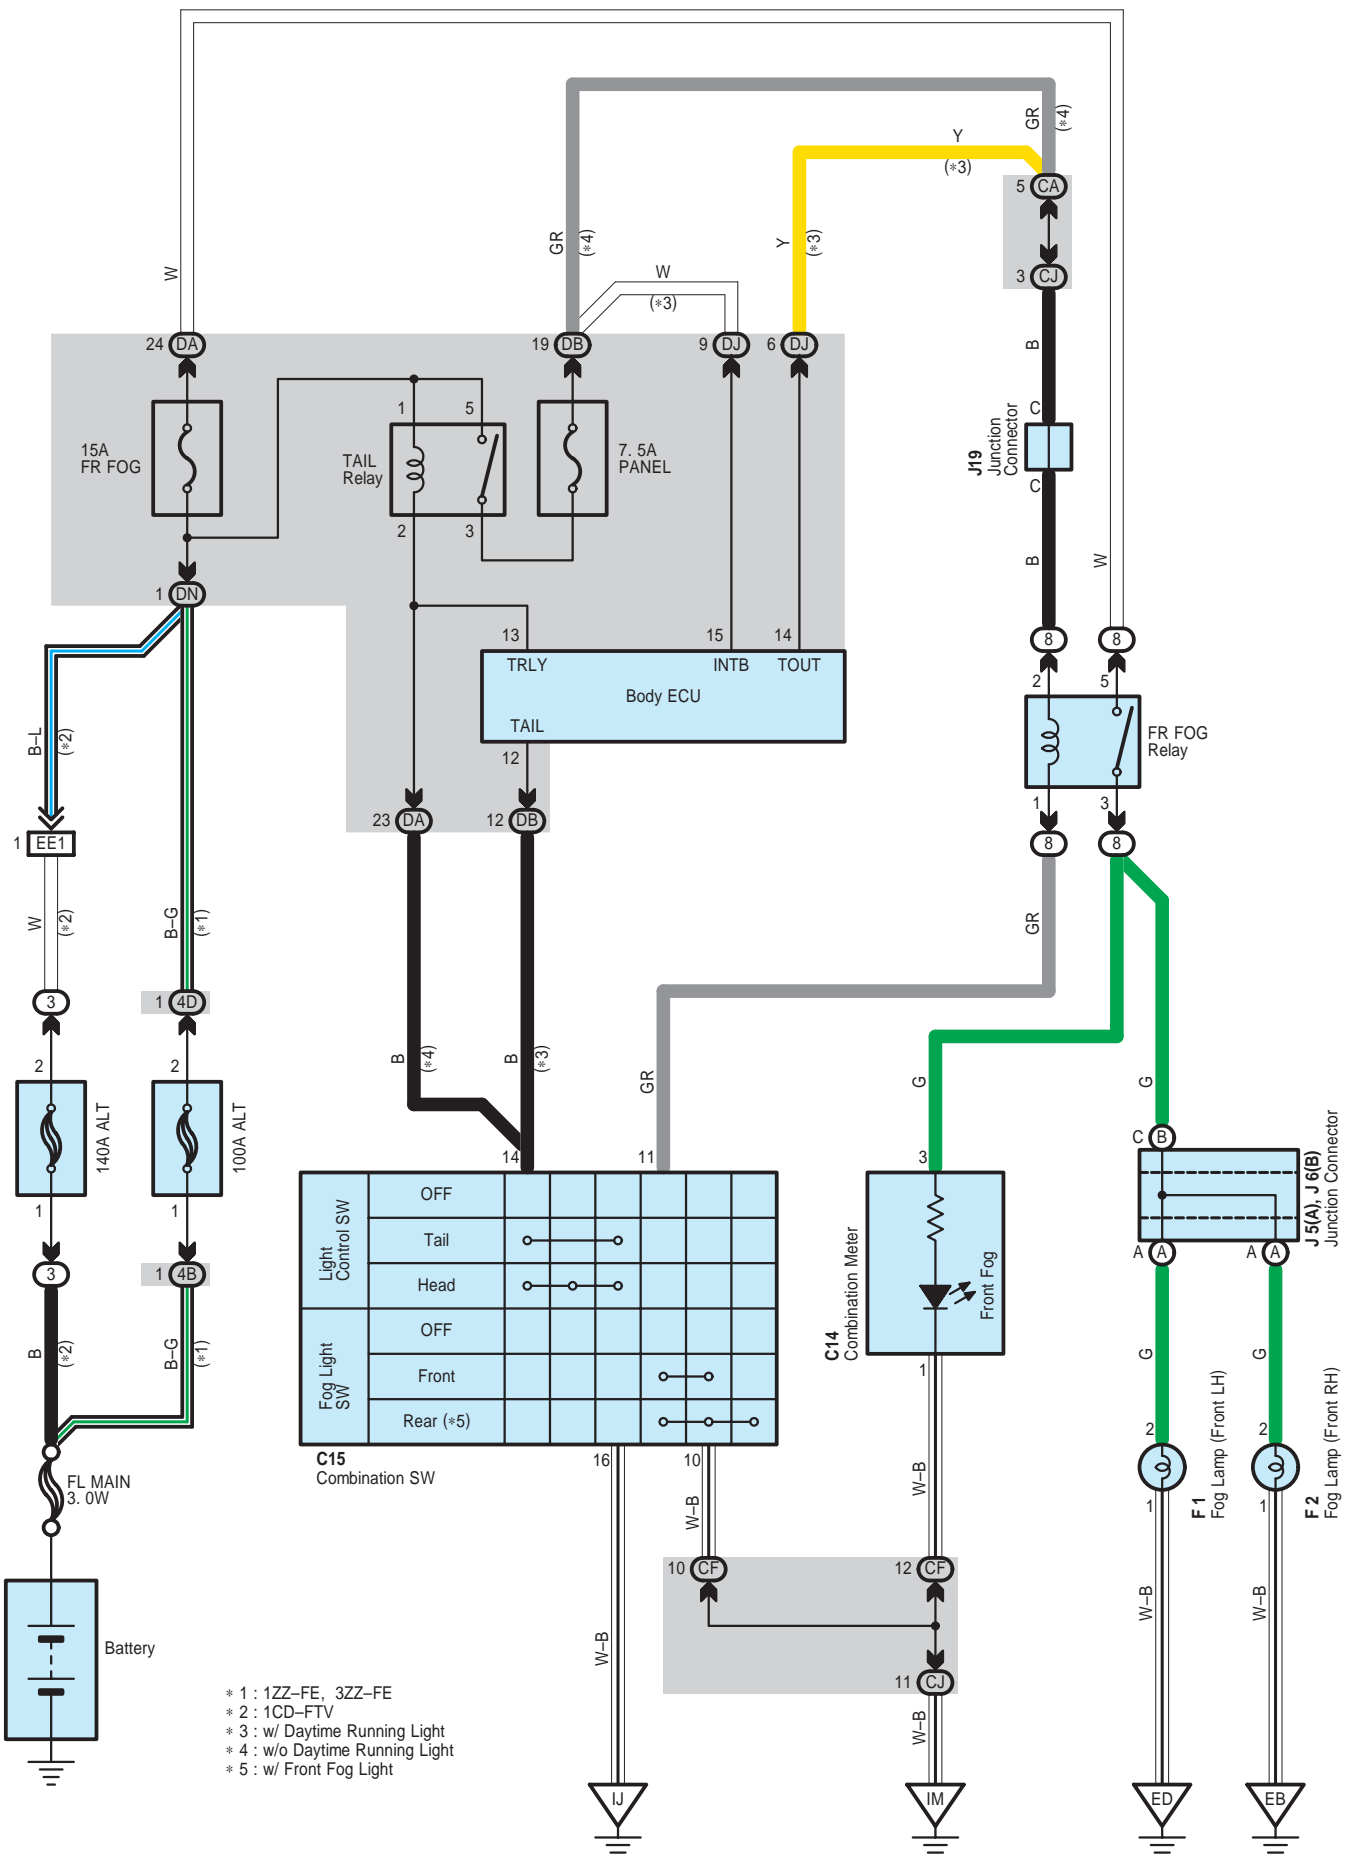 GR
(*4)
Y
(*3)
5 CA
W
GR
(*4)
Y
(*3)
W
(*3)
3 CJ
24 DA
19 DB
9 DJ
6 DJ
B
C
J19
Junction
Connector
C
B
W
15A
FR FOG
1
5
TAIL
Relay
2
3
7. 5A
PANEL
1 DN
13
15
14
TRLY
INTB
TOUT
Body ECU
TAIL
12
8
8
2
5
FR FOG
Relay
1
3
8
8
B–L
(*2)
1 EE1
23 DA
12 DB
W
(*2)
B–G
(*1)
GR
3
1 4D
B
(*4)
B
(*3)
GR
G
G
2
2
140A ALT
100A ALT
1
1
3
1 4B
B
(*2)
B–G
(*1)
FL MAIN
3. 0W
Battery
14
11
3
C B
Light
Control SW
OFF
Tail
Head
Fog Light
SW
OFF
Front
Rear (*5)
C15
Combination SW
16
10
C14
Combination Meter
Front Fog
1
J 5(A), J 6(B)
Junction Connector
A A
A A
G
G
2
2
F 1
Fog Lamp (Front LH)
F 2
Fog Lamp (Front RH)
1
1
W–B
W–B
10 CF
12 CF
W–B
W–B
W–B
11 CJ
W–B
* 1 : 1ZZ–FE, 3ZZ–FE
* 2 : 1CD–FTV
* 3 : w/ Daytime Running Light
* 4 : w/o Daytime Running Light
* 5 : w/ Front Fog Light
IJ
IM
ED
EB